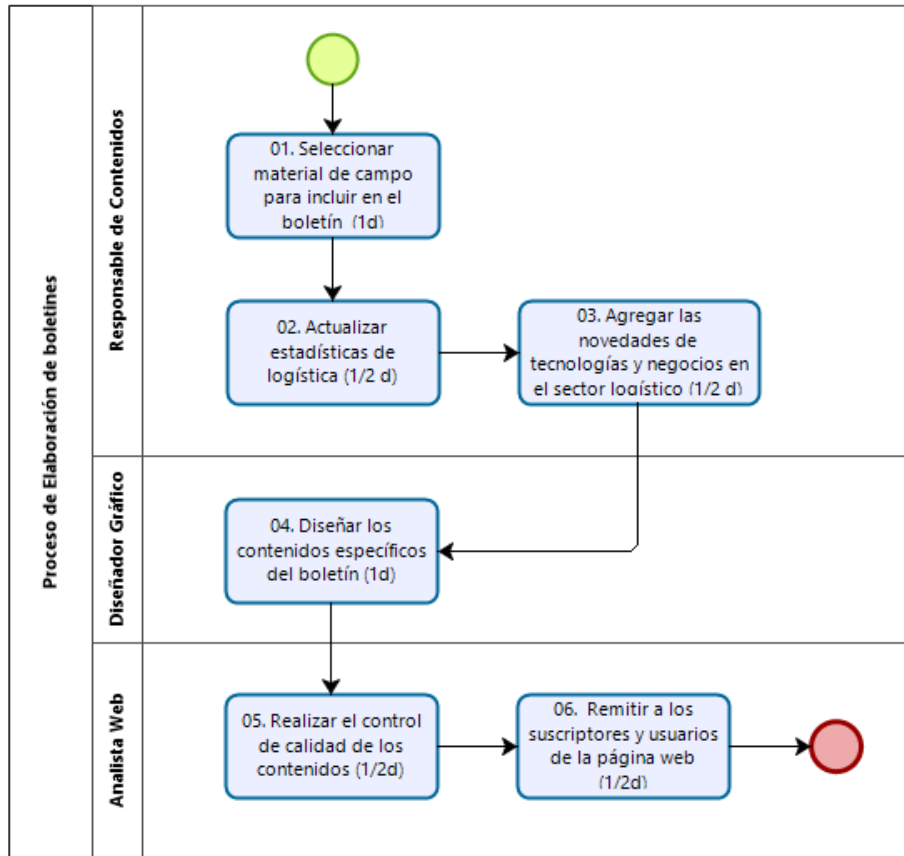 Proceso de Elaboración de boletines
Responsable de Contenidos
01. Seleccionar
material de campo
para incluir en el
boletín (1d)
02. Actualizar
estadísticas de
logística (1/2 d)
03. Agregar las
novedades de
tecnologías y negocios en
el sector logístico (1/2 d)
Diseñador Gráfico
04. Diseñar los
contenidos específicos
del boletín (1d)
Analista Web
05. Realizar el control
de calidad de los
contenidos (1/2d)
06. Remitir a los
suscriptores y usuarios
de la página web
(1/2d)